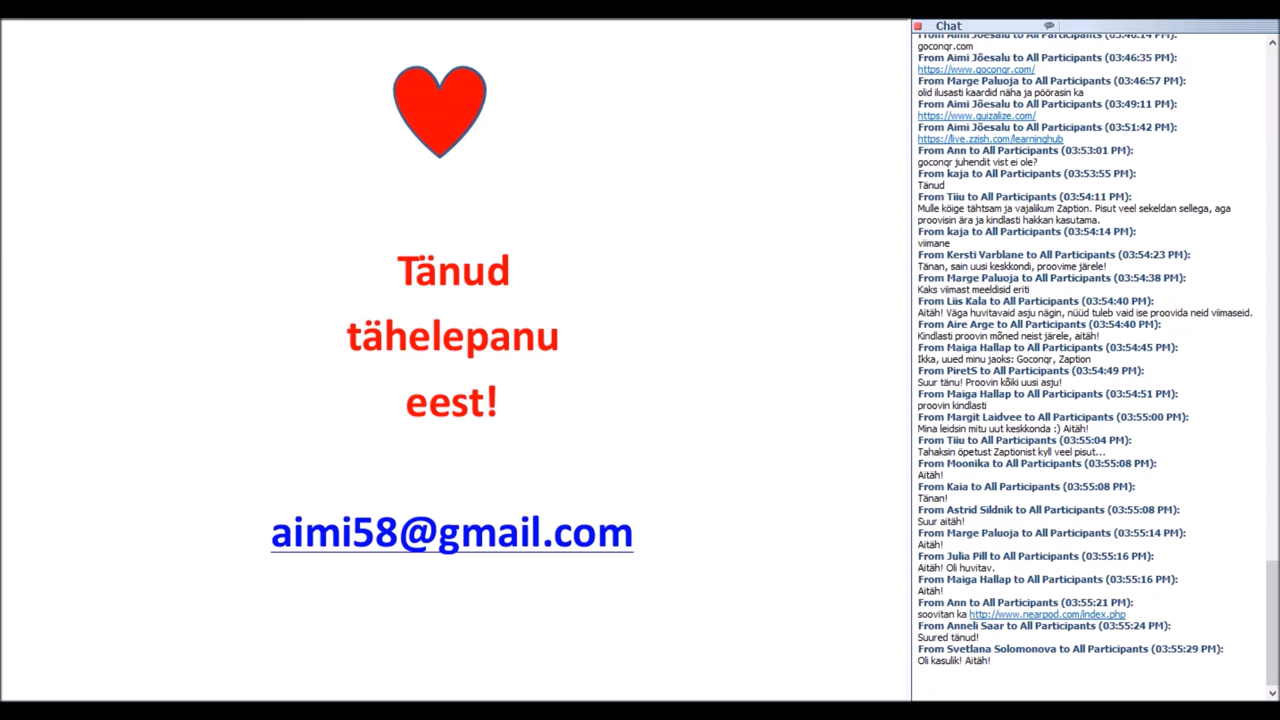 Tänud
tähelepanu
eest!
aimi58@gmail.com
Chat
From Aimi Jõesalu to All Participants (03:46:14 PM):
goconqr.com
From Aimi Jõesalu to All Participants (03:46:35 PM):
https://www.goconqr.com/
From Marge Paluoja to All Participants (03:46:57 PM):
olid ilusasti kaardid näha ja pöörasin ka
From Aimi Jõesalu to All Participants (03:49:11 PM):
https://www.quizalize.com/
From Aimi Jõesalu to All Participants (03:51:42 PM):
https://live.zzish.com/learninghub
From Ann to All Participants (03:53:01 PM):
goconqr juhendit vist ei ole?
From kaja to All Participants (03:53:55 PM):
Tänud
From Tiiu to All Participants (03:54:11 PM):
Mulle köige tähtsam ja vajalikum Zaption. Pisut veel sekeldan sellega, aga
proovisin ära ja kindlasti hakkan kasutama.
From kaja to All Participants (03:54:14 PM):
viimane
From Kersti Varblane to All Participants (03:54:23 PM):
Tänan, sain uusi keskkondi, proovime järele!
From Marge Paluoja to All Participants (03:54:38 PM):
Kaks viimast meeldisid eriti
From Liis Kala to All Participants (03:54:40 PM):
Aitäh! Väga huvitavaid asju nägin, nüüd tuleb vaid ise proovida neid viimaseid.
From Aire Arge to All Participants (03:54:40 PM):
Kindlasti proovin mõned neist järele, aitäh!
From Maiga Hallap to All Participants (03:54:45 PM):
Ikka, uued minu jaoks: Goconqr, Zaption
From PiretS to All Participants (03:54:49 PM):
Suur tänu! Proovin kõiki uusi asju!
From Maiga Hallap to All Participants (03:54:51 PM):
proovin kindlasti
From Margit Laidvee to All Participants (03:55:00 PM):
Mina leidsin mitu uut keskkonda :) Aitäh!
From Tiiu to All Participants (03:55:04 PM):
Tahaksin öpetust Zaptionist kyll veel pisut...
From Moonika to All Participants (03:55:08 PM):
Aitäh!
From Kaia to All Participants (03:55:08 PM):
Tänan!
From Astrid Sildnik to All Participants (03:55:08 PM):
Suur aitäh!
From Marge Paluoja to All Participants (03:55:14 PM):
Aitäh!
From Julia Pill to All Participants (03:55:16 PM):
Aitäh! Oli huvitav.
From Maiga Hallap to All Participants (03:55:16 PM):
Aitäh!
From Ann to All Participants (03:55:21 PM):
soovitan ka http://www.nearpod.com/index.php
From Anneli Saar to All Participants (03:55:24 PM):
Suured tänud!
From Svetlana Solomonova to All Participants (03:55:29 PM):
Oli kasulik! Aitäh!